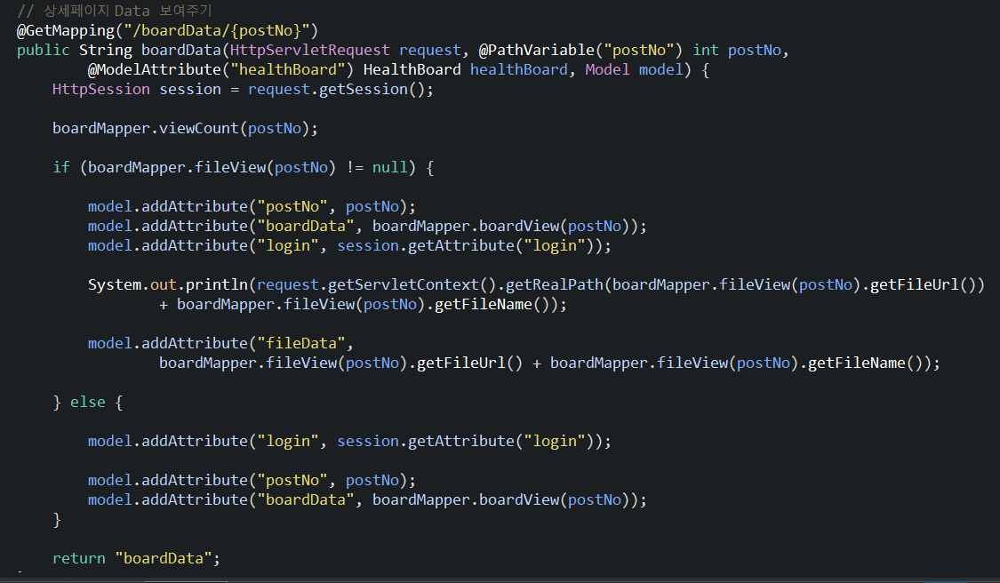 // 상세페이지 Data 보여주기
@GetMapping("/boardData/{postNo}")
public String boardData(HttpServletRequest request, @PathVariable("postNo") int postNo,
@ModelAttribute("healthBoard") HealthBoard healthBoard, Model model) {
HttpSession session = request.getSession();
boardMapper.viewCount(postNo);
if (boardMapper.fileView(postNo) != null) {
model.addAttribute("postNo", postNo);
model.addAttribute("boardData", boardMapper.boardView(postNo));
model.addAttribute("login", session.getAttribute("login"));
System.out.println(request.getServletContext().getRealPath(boardMapper.fileView(postNo).getFileUrl())
+ boardMapper.fileView(postNo).getFileName());
model.addAttribute("fileData",
boardMapper.fileView(postNo).getFileUrl() + boardMapper.fileView(postNo).getFileName());
} else {
model.addAttribute("login", session.getAttribute("login"));
model.addAttribute("postNo", postNo);
model.addAttribute("boardData", boardMapper.boardView(postNo));
}
return "boardData";